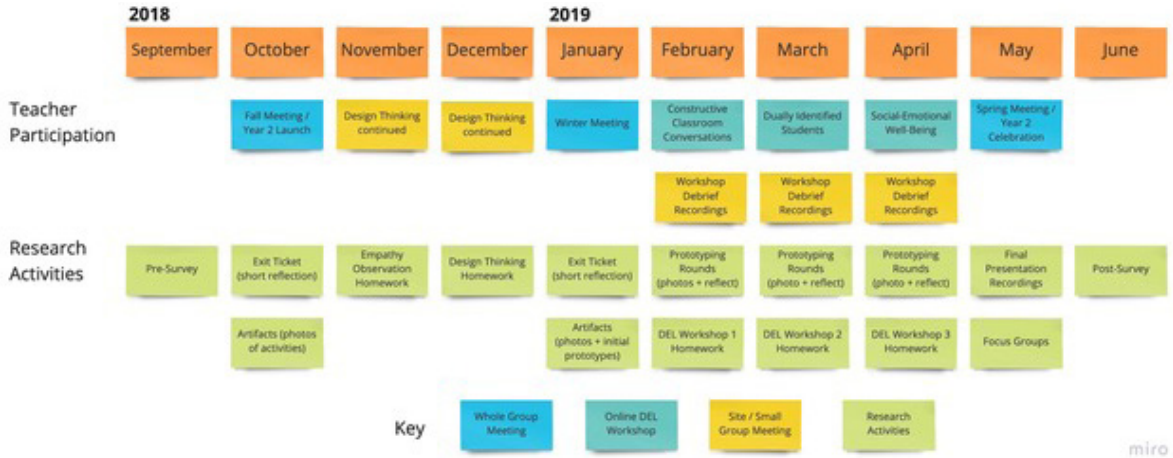 2018 2019
September October November December January February March April May June
Teacher
Participation
Fall Meeting /
Year 2 Launch
Design Thinking
continued
Design Thinking
continued
Winter Meeting
Constructive
Classroom
Conversations
Dually Identified
Students
Social-Emotional
Well-Being
Spring Meeting /
Year 2
Celebration
Workshop
Debrief
Recordings
Workshop
Debrief
Recordings
Workshop
Debrief
Recordings
Research
Activities
Pre-Survey
Exit Ticket
(short reflection)
Empathy
Observation
Homework
Design Thinking
Homework
Exit Ticket
(short reflection)
Prototyping
Rounds
(photos + reflect)
Prototyping
Rounds
(photo + reflect)
Prototyping
Rounds
(photo + reflect)
Final
Presentation
Recordings
Post-Survey
Artifacts (photos
of activities)
Artifacts
(photos + initial
prototypes)
DEL Workshop 1
Homework
DEL Workshop 2
Homework
DEL Workshop 3
Homework
Focus Groups
Key
Whole Group
Meeting
Online DEL
Workshop
Site / Small
Group Meeting
Research
Activities
miro